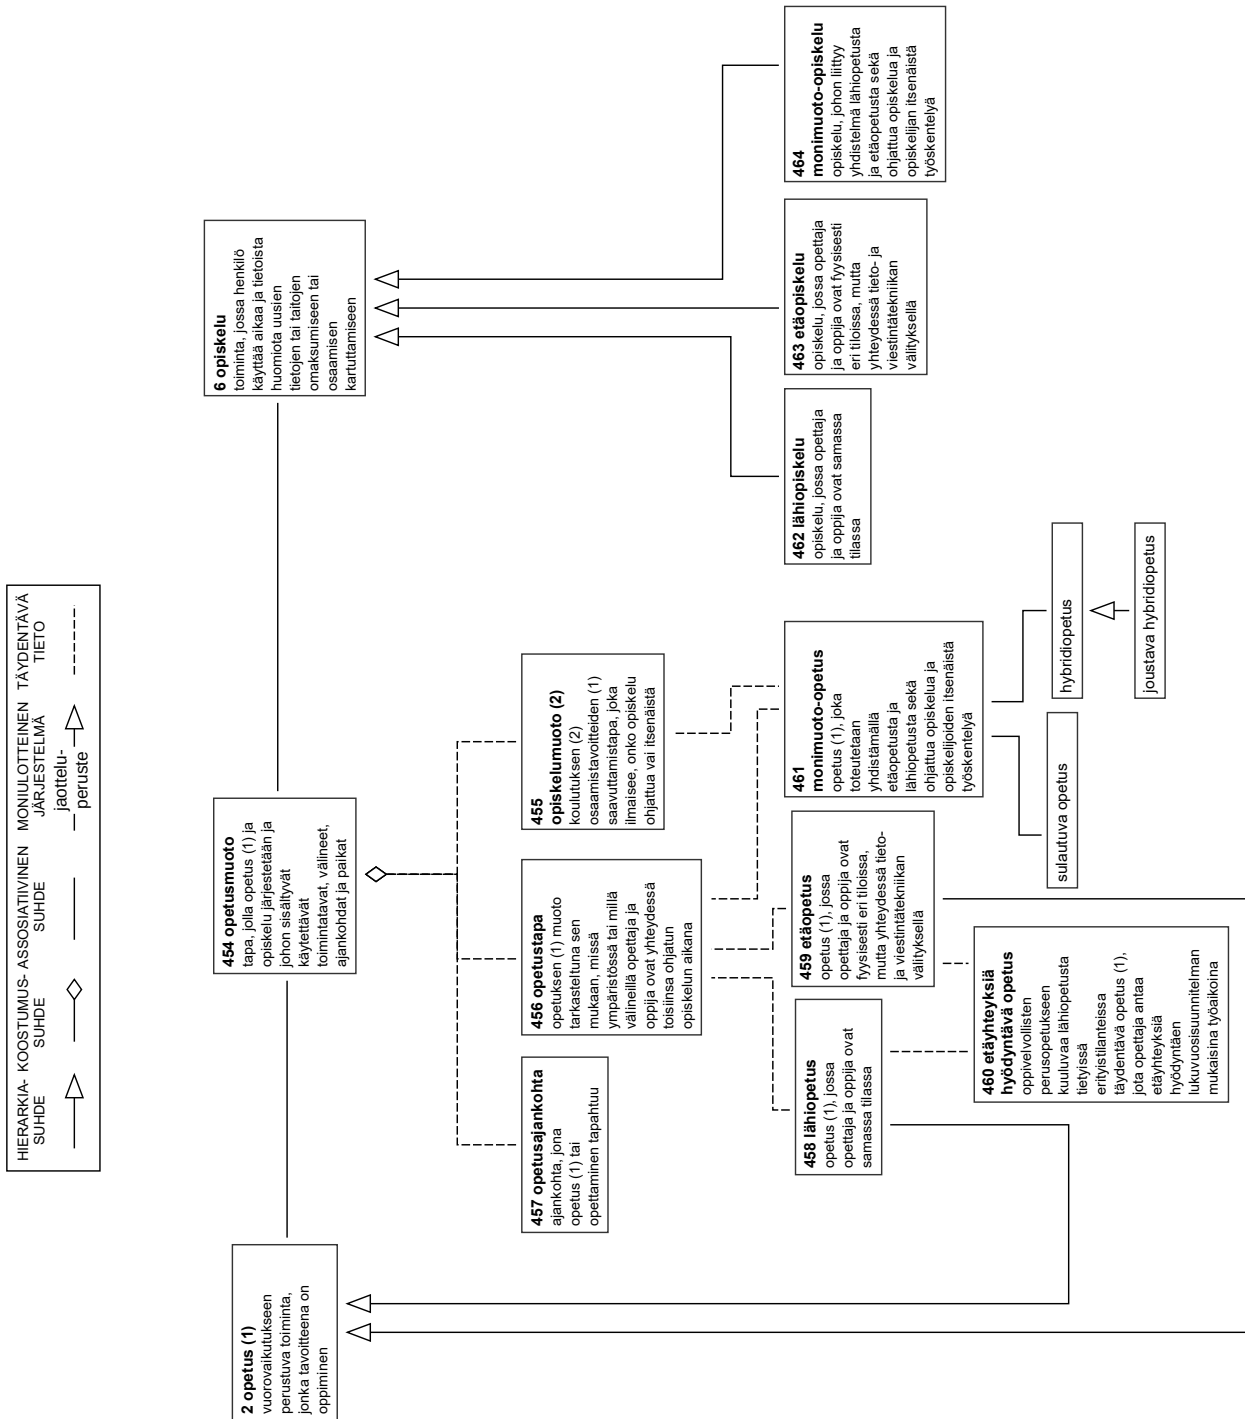 HIERARKIA- KOOSTUMUS- ASSOSIATIIVINEN MONIULOTTEINEN TÄYDENTÄVÄ
SUHDE SUHDE SUHDE JÄRJESTELMÄ TIETO
jaottelu-
peruste
2 opetus (1)
vuorovaikutukseen
perustuva toiminta,
jonka tavoitteena on
oppiminen
454 opetusmuoto
tapa, jolla opetus (1) ja
opiskelu järjestetään ja
johon sisältyvät
käytettävät
toimintatavat, välineet,
ajankohdat ja paikat
6 opiskelu
toiminta, jossa henkilö
käyttää aikaa ja tietoista
huomiota uusien
tietojen tai taitojen
omaksumiseen tai
osaamisen
kartuttamiseen
457 opetusajankohta
ajankohta, jona
opetus (1) tai
opettaminen tapahtuu
456 opetustapa
opetuksen (1) muoto
tarkasteltuna sen
mukaan, missä
ympäristössä tai millä
välineillä opettaja ja
oppija ovat yhteydessä
toisiinsa ohjatun
opiskelun aikana
455
opiskelumuoto (2)
koulutuksen (2)
osaamistavoitteiden (1)
saavuttamistapa, joka
ilmaisee, onko opiskelu
ohjattua vai itsenäistä
458 lähiopetus
opetus (1), jossa
opettaja ja oppija ovat
samassa tilassa
459 etäopetus
opetus (1), jossa
opettaja ja oppija ovat
fyysisesti eri tiloissa,
mutta yhteydessä tieto-
ja viestintätekniikan
välityksellä
461
monimuoto-opetus
opetus (1), joka
toteutetaan
yhdistämällä
etäopetusta ja
lähiopetusta sekä
ohjattua opiskelua ja
opiskelijoiden itsenäistä
työskentelyä
462 lähiopiskelu
opiskelu, jossa opettaja
ja oppija ovat samassa
tilassa
463 etäopiskelu
opiskelu, jossa opettaja
ja oppija ovat fyysisesti
eri tiloissa, mutta
yhteydessä tieto- ja
viestintätekniikan
välityksellä
464
monimuoto-opiskelu
opiskelu, johon liittyy
yhdistelmä lähiopetusta
ja etäopetusta sekä
ohjattua opiskelua ja
opiskelijan itsenäistä
työskentelyä
460 etäyhteyksiä
hyödyntävä opetus
oppivelvollisten
perusopetukseen
kuuluvaa lähiopetusta
tietyissä
erityistilanteissa
täydentävä opetus (1),
jota opettaja antaa
etäyhteyksiä
hyödyntäen
lukuvuosisuunnitelman
mukaisina työaikoina
sulautuva opetus
hybridiopetus
joustava hybridiopetus